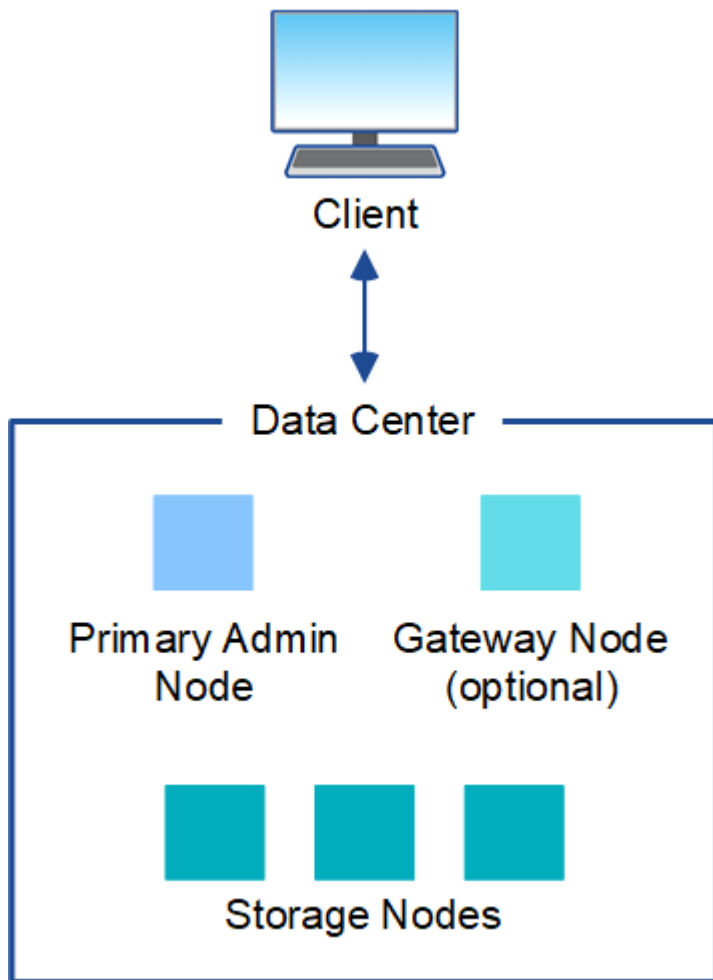 Client
Data Center
Primary Admin
Node
Gateway Node
(optional)
Storage Nodes